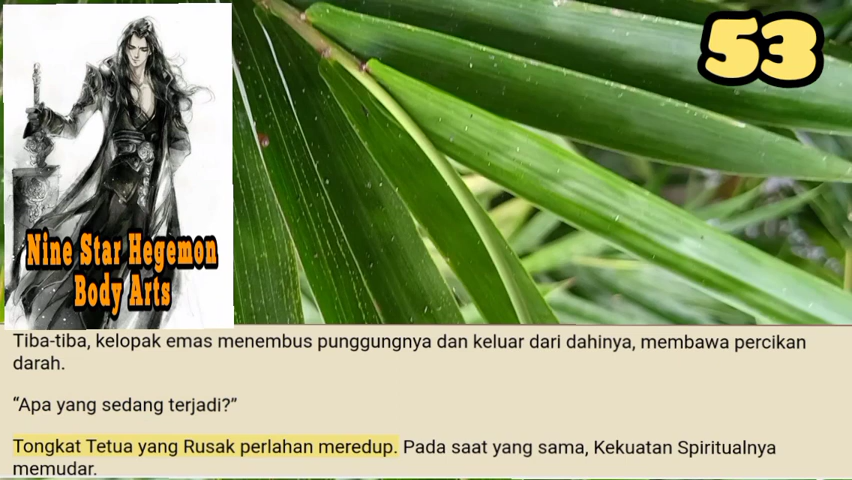 53
Nine Star Hegemon
Body Arts
Tiba-tiba, kelopak emas menembus punggungnya dan keluar dari dahinya, membawa percikan
darah.
“Apa yang sedang terjadi?”
Tongkat Tetua yang Rusak perlahan meredup. Pada saat yang sama, Kekuatan Spiritualnya
memudar.